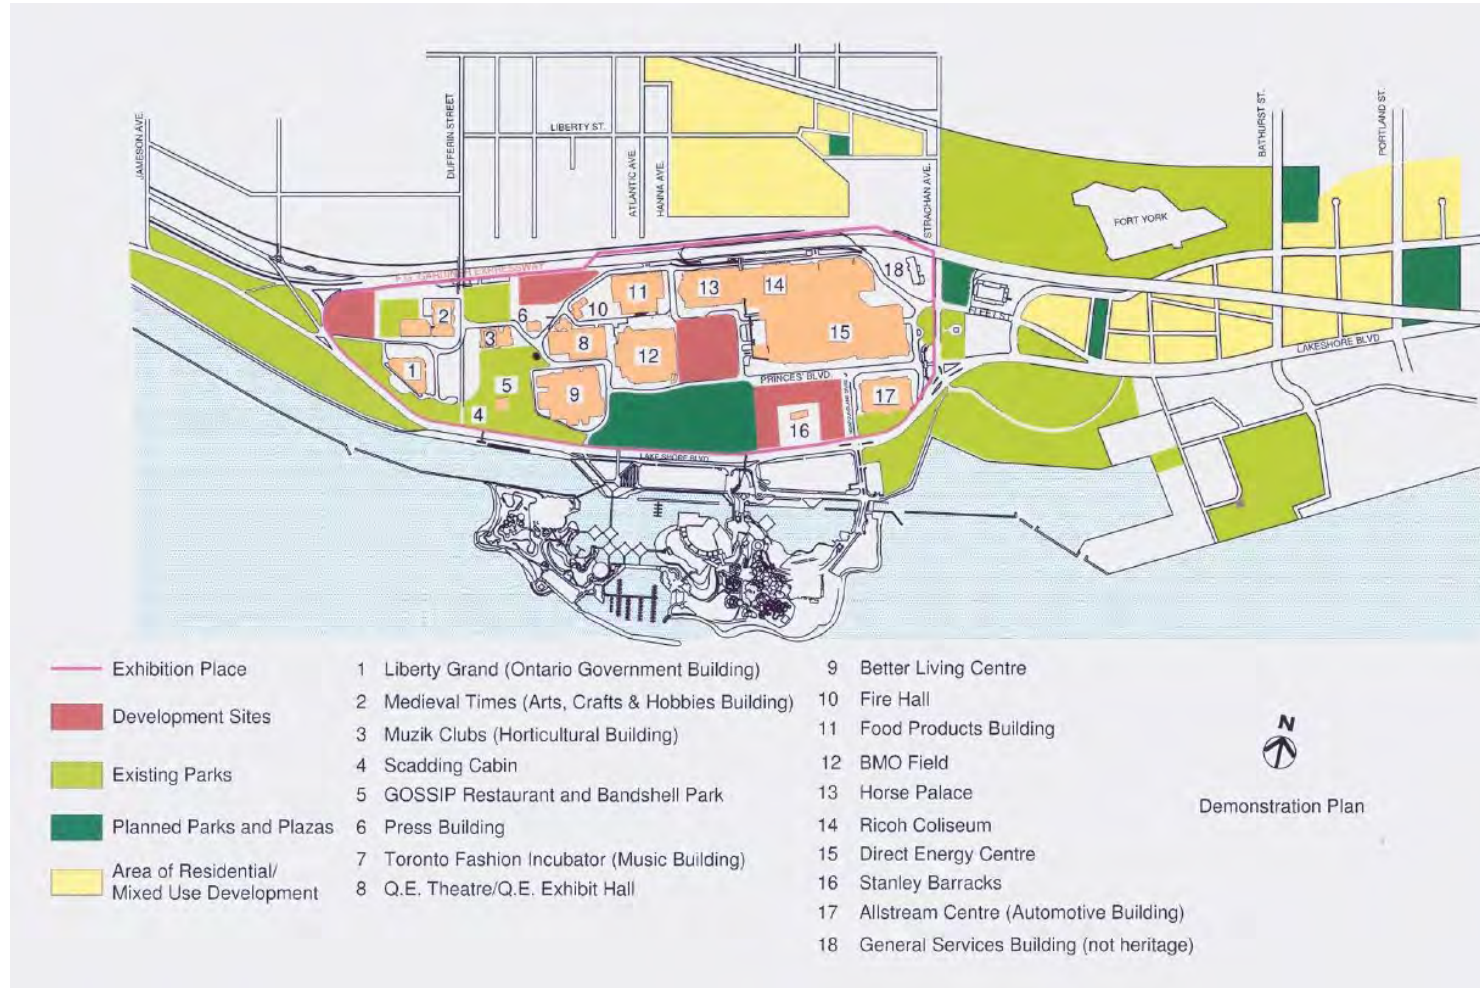 JAMESON AVE.
DUFFERIN STREET
LIBERTY ST.
ATLANTIC AVE.
HANNA AVE.
STRACHAN AVE.
BATHURST ST.
PORTLAND ST.
FORT YORK
F.G. GARDINER EXPRESSWAY
FLEET ST.
LAKESHORE BLVD
PRINCES' BLVD.
LAKESHORE BLVD
1
2
3
4
5
6
8
9
10
11
12
13
14
15
16
17
18
Exhibition Place
Development Sites
Existing Parks
Planned Parks and Plazas
Area of Residential/
Mixed Use Development
1 Liberty Grand (Ontario Government Building)
2 Medieval Times (Arts, Crafts & Hobbies Building)
3 Muzik Clubs (Horticultural Building)
4 Scadding Cabin
5 GOSSIP Restaurant and Bandshell Park
6 Press Building
7 Toronto Fashion Incubator (Music Building)
8 Q.E. Theatre/Q.E. Exhibit Hall
9 Better Living Centre
10 Fire Hall
11 Food Products Building
12 BMO Field
13 Horse Palace
14 Ricoh Coliseum
15 Direct Energy Centre
16 Stanley Barracks
17 Allstream Centre (Automotive Building)
18 General Services Building (not heritage)
N
Demonstration Plan